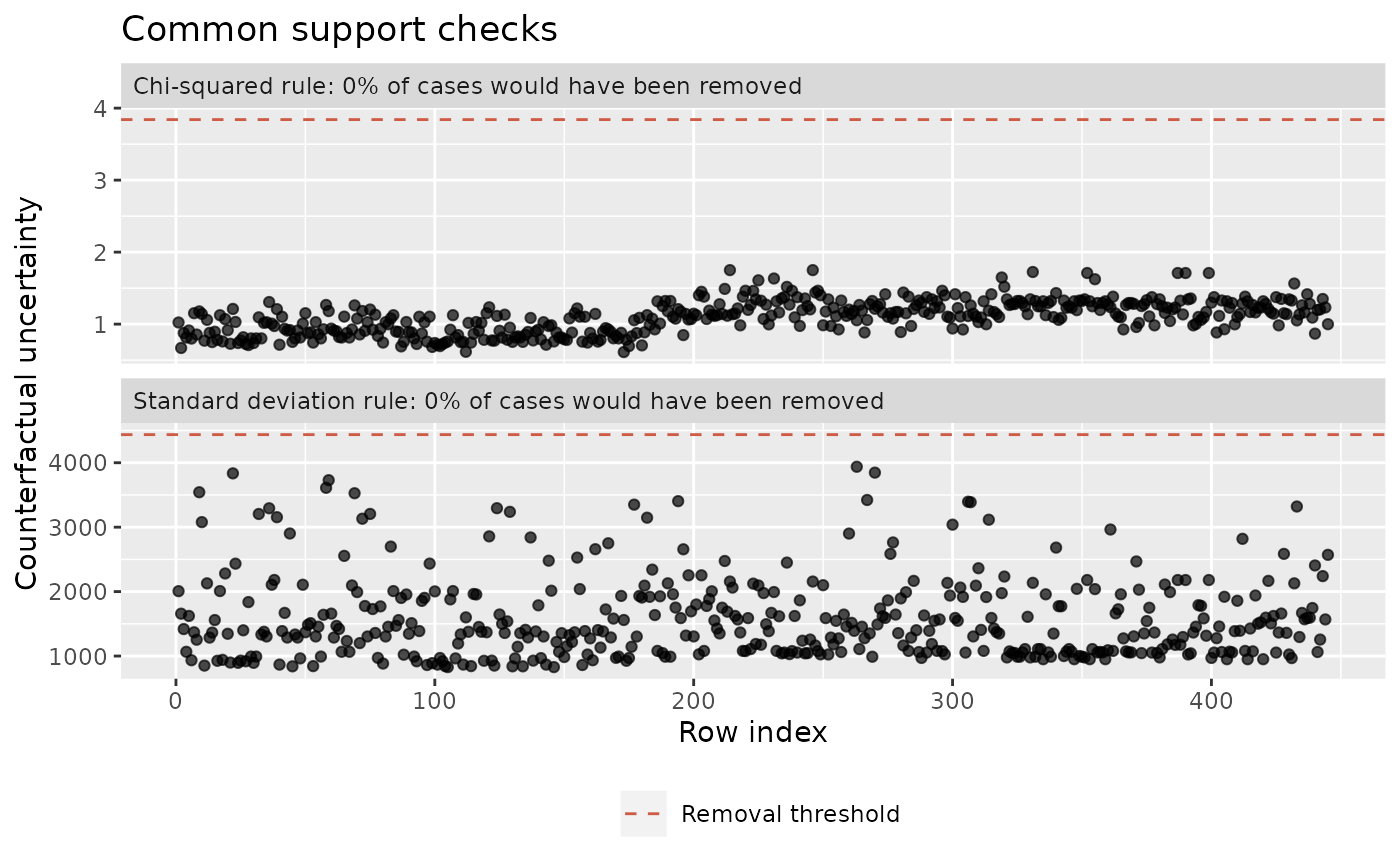 Common support checks
Chi-squared rule: 0% of cases would have been removed
4
3
2
1
Counterfactual uncertainty
Standard deviation rule: 0% of cases would have been removed
4000
3000
2000
1000
0 100 200 300 400
Row index
Removal threshold